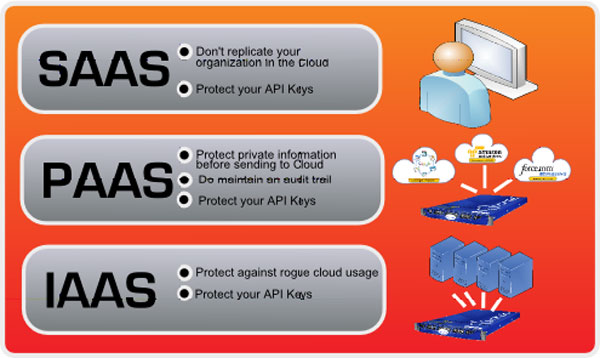 SAAS
Don't replicate your
organization in the Cloud
Protect your API Keys
PAAS
Protect private information
before sending to Cloud
Do maintain an audit trail
Protect your API Keys
IAAS
Protect against rogue cloud usage
Protect your API Keys